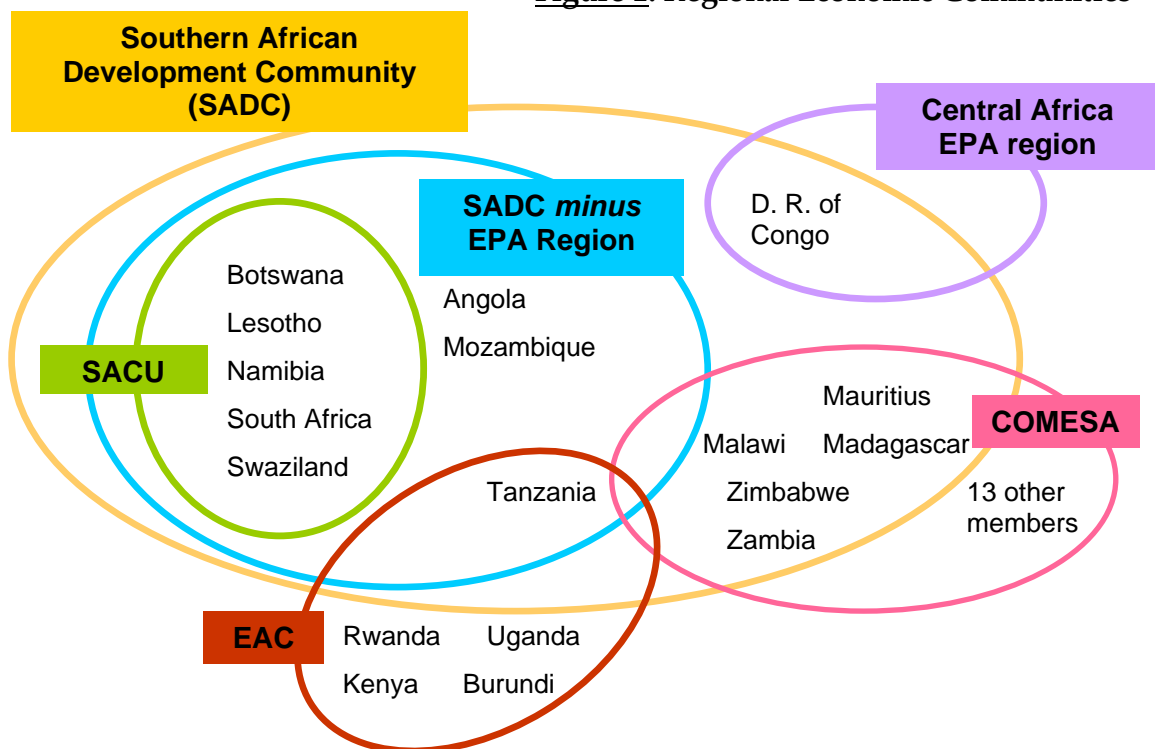 Figure 1: Regional Economic Communities
Southern African
Development Community
(SADC)
Central Africa
EPA region
SADC minus
EPA Region
D. R. of
Congo
Botswana
Lesotho
Namibia
South Africa
Swaziland
Angola
Mozambique
SACU
Mauritius
COMESA
Malawi
Madagascar
Tanzania
Zimbabwe
13 other
members
Zambia
EAC
Rwanda
Uganda
Kenya
Burundi